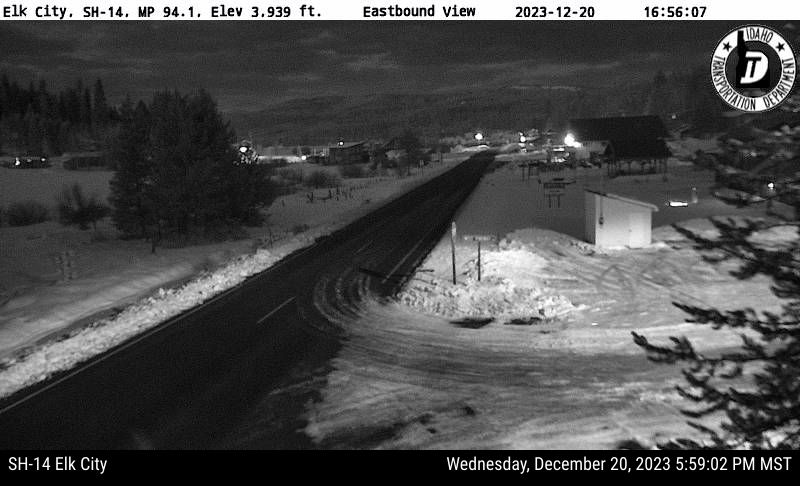 Elk City, SH-14, MP 94.1, Elev 3,939 ft. Eastbound View 2023-12-20 16:56:07
IDAHO
TRANSPORTATION DEPARTMENT
SH-14 Elk City Wednesday, December 20, 2023 5:59:02 PM MST